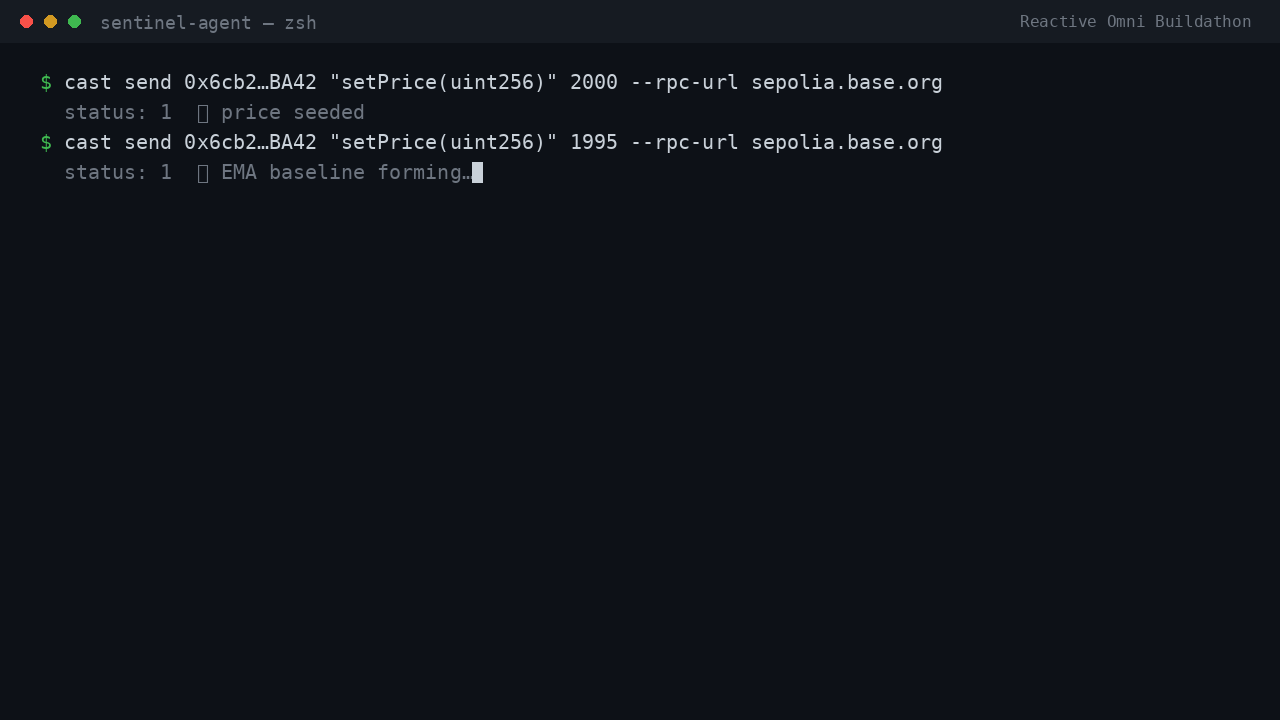 sentinel-agent — zsh
Reactive Omni Buildathon
$ cast send 0x6cb2…BA42 "setPrice(uint256)" 2000 --rpc-url sepolia.base.org
status: 1 ▯ price seeded
$ cast send 0x6cb2…BA42 "setPrice(uint256)" 1995 --rpc-url sepolia.base.org
status: 1 ▯ EMA baseline forming…